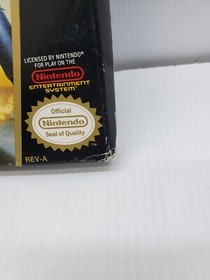 LICENSED BY NINTENDO®
FOR PLAY ON THE
Nintendo
ENTERTAINMENT
SYSTEM®
Official
Nintendo
Seal of Quality
REV-A